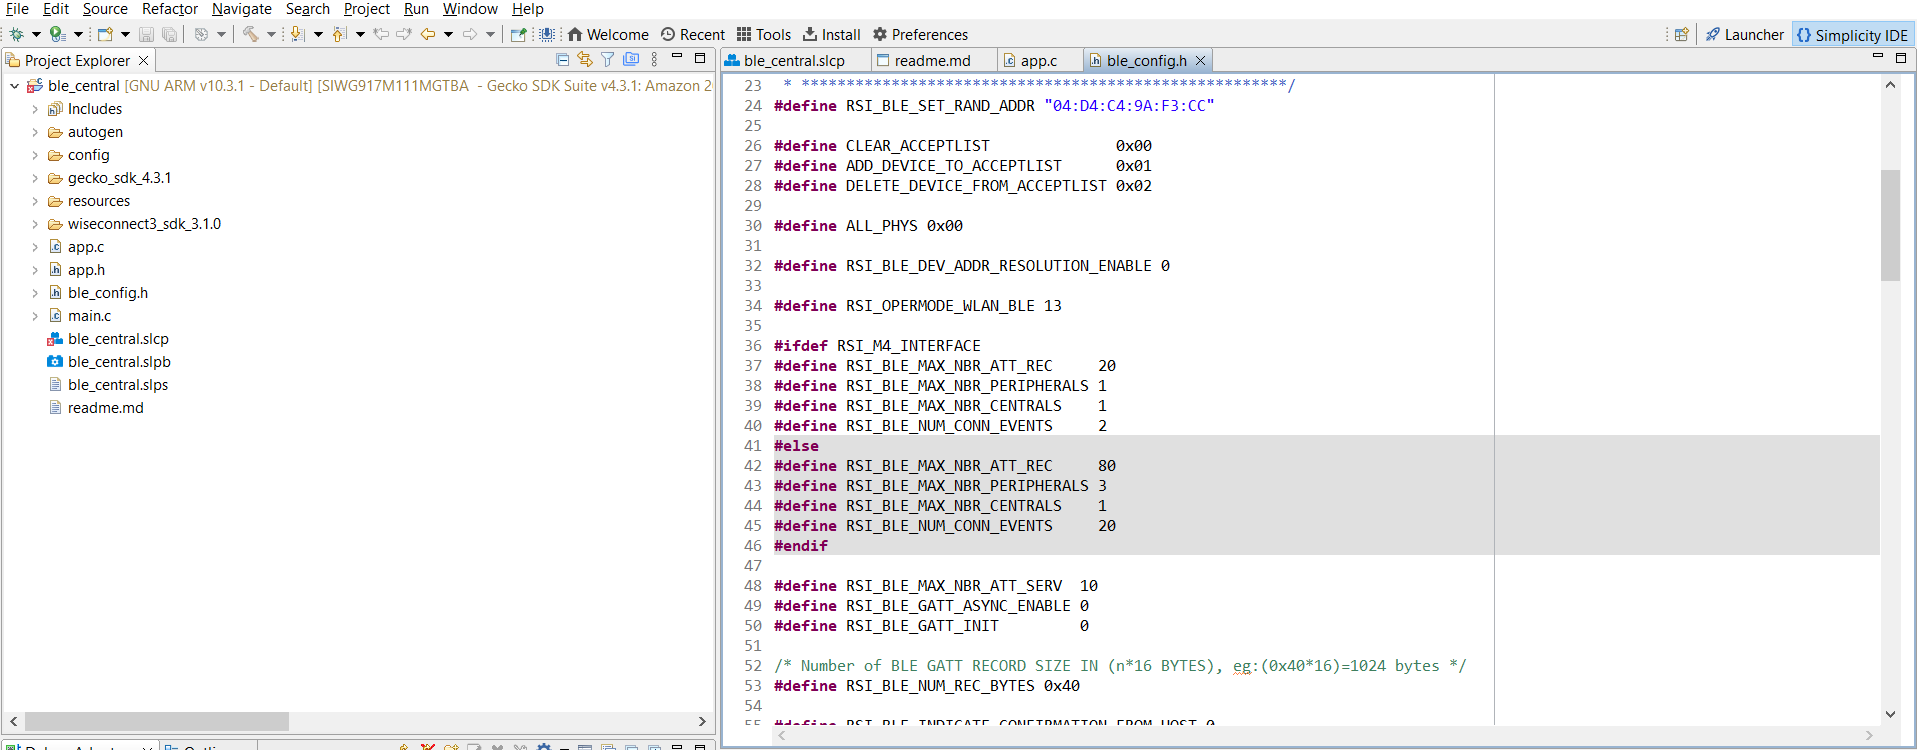 File Edit Source Refactor Navigate Search Project Run Window Help
Welcome Recent Tools Install Preferences Launcher {} Simplicity IDE
Project Explorer
ble_central [GNU ARM v10.3.1 - Default] [SIWG917M111MGTBA - Gecko SDK Suite v4.3.1: Amazon
Includes
autogen
config
gecko_sdk_4.3.1
resources
wiseconnect3_sdk_3.1.0
app.c
app.h
ble_config.h
main.c
ble_central.slcp
ble_central.slpb
ble_central.slps
readme.md
ble_central.slcp readme.md app.c ble_config.h
23 * ******************************************************/
24 #define RSI_BLE_SET_RAND_ADDR "04:D4:C4:9A:F3:CC"
25
26 #define CLEAR_ACCEPTLIST 0x00
27 #define ADD_DEVICE_TO_ACCEPTLIST 0x01
28 #define DELETE_DEVICE_FROM_ACCEPTLIST 0x02
29
30 #define ALL_PHYS 0x00
31
32 #define RSI_BLE_DEV_ADDR_RESOLUTION_ENABLE 0
33
34 #define RSI_OPERMODE_WLAN_BLE 13
35
36 #ifdef RSI_M4_INTERFACE
37 #define RSI_BLE_MAX_NBR_ATT_REC 20
38 #define RSI_BLE_MAX_NBR_PERIPHERALS 1
39 #define RSI_BLE_MAX_NBR_CENTRALS 1
40 #define RSI_BLE_NUM_CONN_EVENTS 2
41 #else
42 #define RSI_BLE_MAX_NBR_ATT_REC 80
43 #define RSI_BLE_MAX_NBR_PERIPHERALS 3
44 #define RSI_BLE_MAX_NBR_CENTRALS 1
45 #define RSI_BLE_NUM_CONN_EVENTS 20
46 #endif
47
48 #define RSI_BLE_MAX_NBR_ATT_SERV 10
49 #define RSI_BLE_GATT_ASYNC_ENABLE 0
50 #define RSI_BLE_GATT_INIT 0
51
52 /* Number of BLE GATT RECORD SIZE IN (n*16 BYTES), eg:(0x40*16)=1024 bytes */
53 #define RSI_BLE_NUM_REC_BYTES 0x40
54
55 #define RSI_BLE_INDICATE_CONFIRMATION_FROM_HOST 0